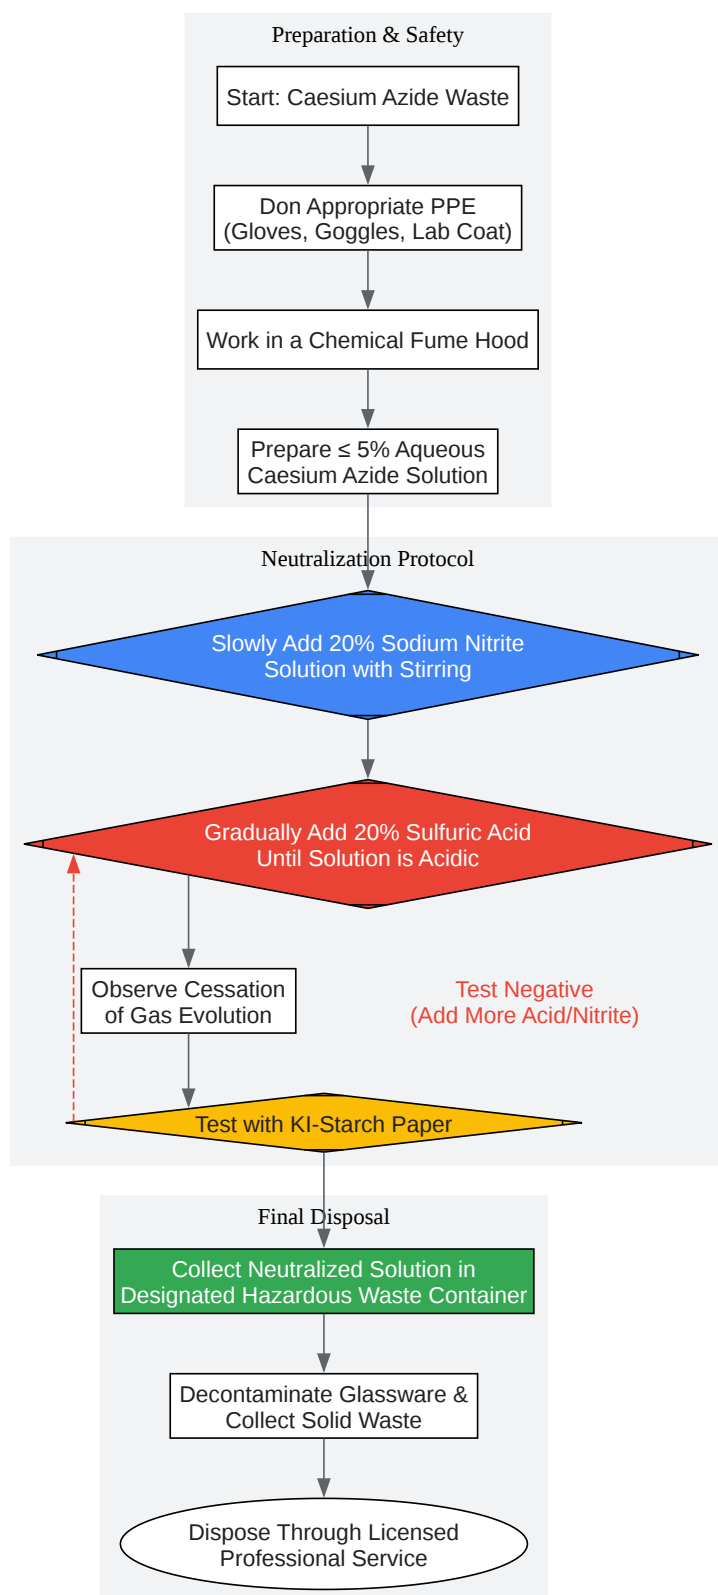 Preparation & Safety
Start: Caesium Azide Waste
Don Appropriate PPE
(Gloves, Goggles, Lab Coat)
Work in a Chemical Fume Hood
Prepare ≤ 5% Aqueous
Caesium Azide Solution
Neutralization Protocol
Slowly Add 20% Sodium Nitrite
Solution with Stirring
Gradually Add 20% Sulfuric Acid
Until Solution is Acidic
Observe Cessation
of Gas Evolution
Test Negative
(Add More Acid/Nitrite)
Test with KI-Starch Paper
Final Disposal
Collect Neutralized Solution in
Designated Hazardous Waste Container
Decontaminate Glassware &
Collect Solid Waste
Dispose Through Licensed
Professional Service